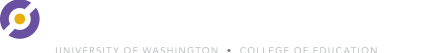 UNIVERSITY OF WASHINGTON • COLLEGE OF EDUCATION